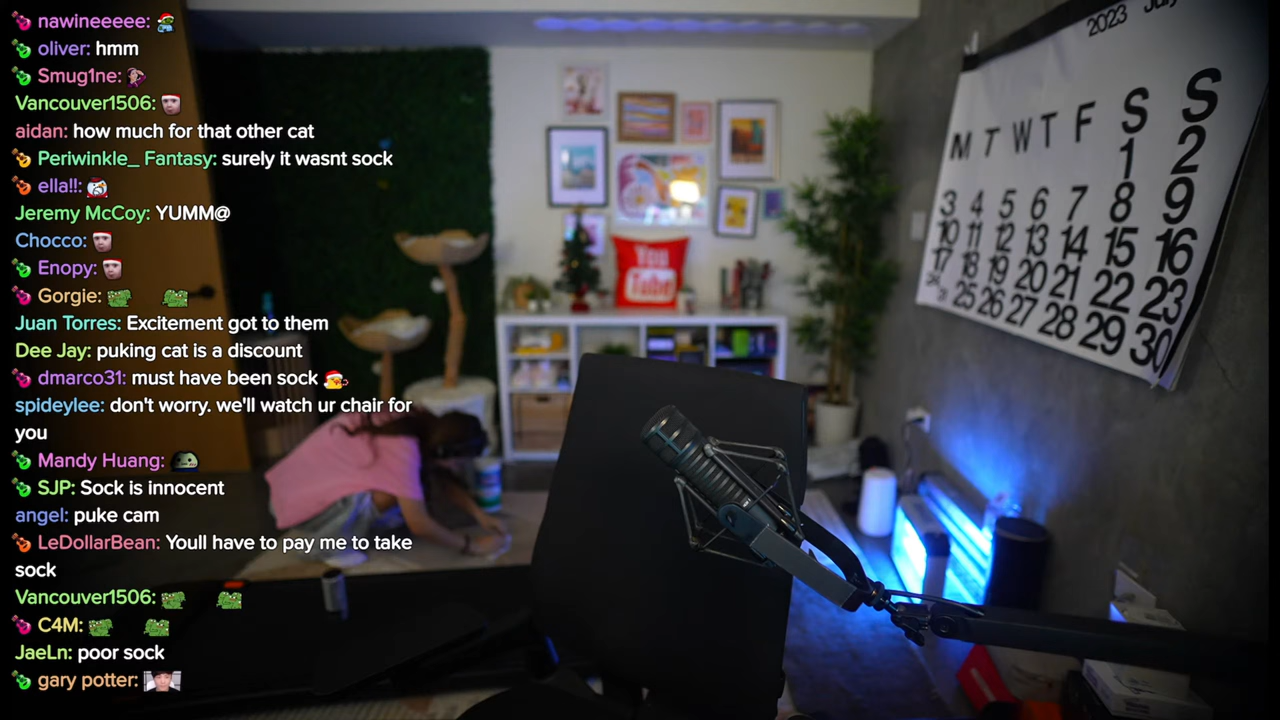 nawineeeee:
oliver: hmm
Smug1ne:
Vancouver1506:
aidan: how much for that other cat
Periwinkle_ Fantasy: surely it wasnt sock
ella!!:
Jeremy McCoy: YUMM@
Chocco:
Enopy:
Gorgie:
Juan Torres: Excitement got to them
Dee Jay: puking cat is a discount
dmarco31: must have been sock
spideylee: don't worry. we'll watch ur chair for
you
Mandy Huang:
SJP: Sock is innocent
angel: puke cam
LeDollarBean: Youll have to pay me to take
sock
Vancouver1506:
C4M:
JaeLn: poor sock
gary potter:
You
Tube
2023 July
M T W T F S S
1 2
3 4 5 6 7 8 9
10 11 12 13 14 15 16
17 18 19 20 21 22 23
25 26 27 28 29 30